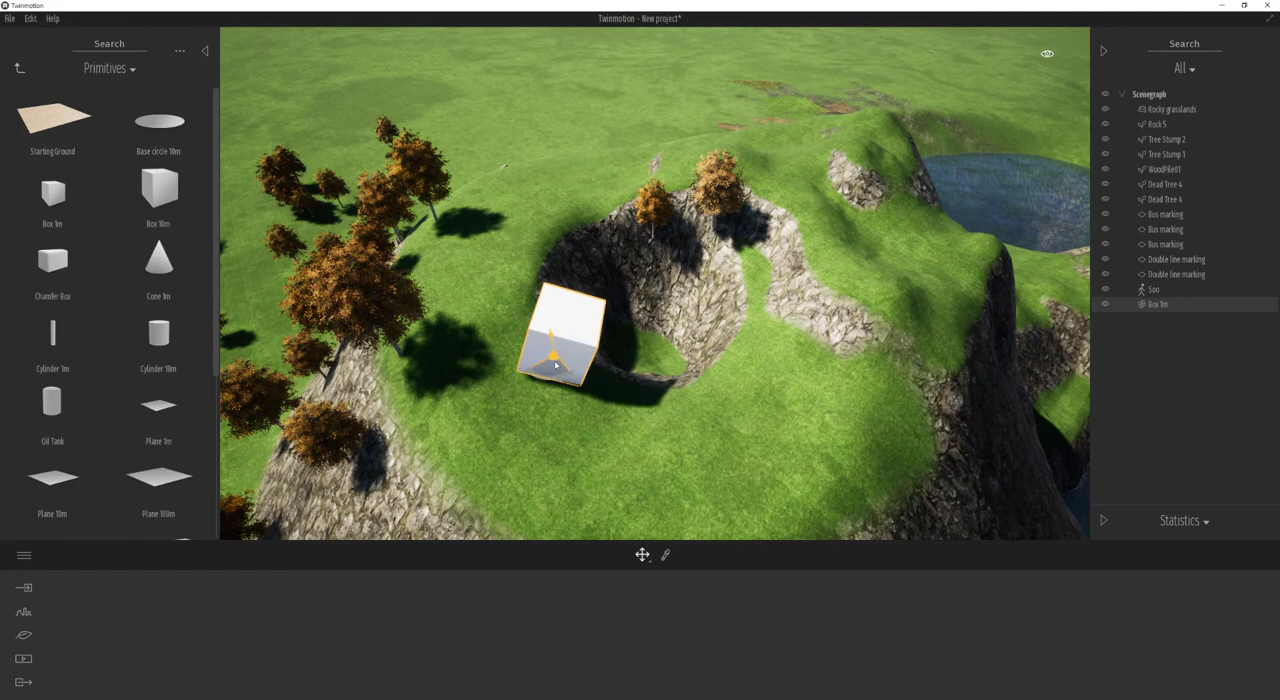 Twinmotion
File Edit Help
Twinmotion - New project*
Search
...
Primitives
Starting Ground
Base circle 10m
Box 1m
Box 10m
Chamfer Box
Cone 1m
Cylinder 1m
Cylinder 10m
Oil Tank
Plane 1m
Plane 10m
Plane 100m
Search
All
Scenegraph
Rocky grasslands
Rock 5
Tree Stump 2
Tree Stump 1
WoodPile01
Dead Tree 4
Dead Tree 4
Bus marking
Bus marking
Bus marking
Double line marking
Double line marking
Soo
Box 1m
Statistics